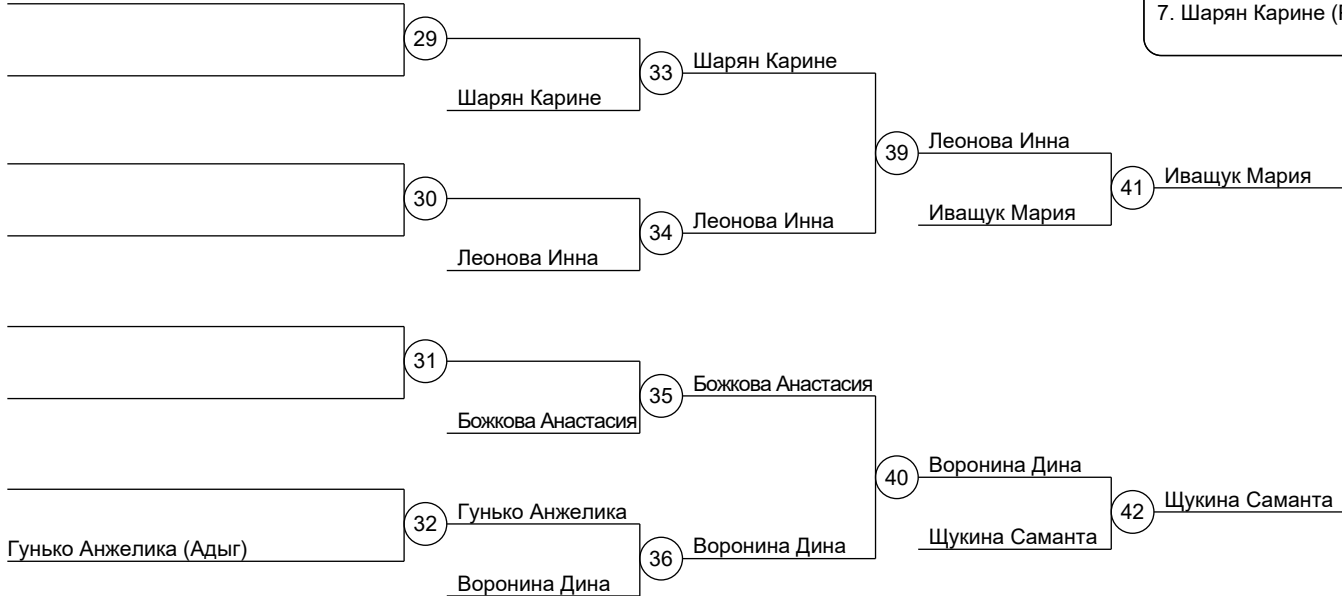 7. Шарян Карине (
29
33
Шарян Карине
Шарян Карине
39
Леонова Инна
41
Иващук Мария
30
34
Леонова Инна
Иващук Мария
Леонова Инна
31
35
Божкова Анастасия
Божкова Анастасия
40
Воронина Дина
42
Щукина Саманта
32
Гунько Анжелика
Щукина Саманта
Гунько Анжелика (Адыг)
36
Воронина Дина
Воронина Дина